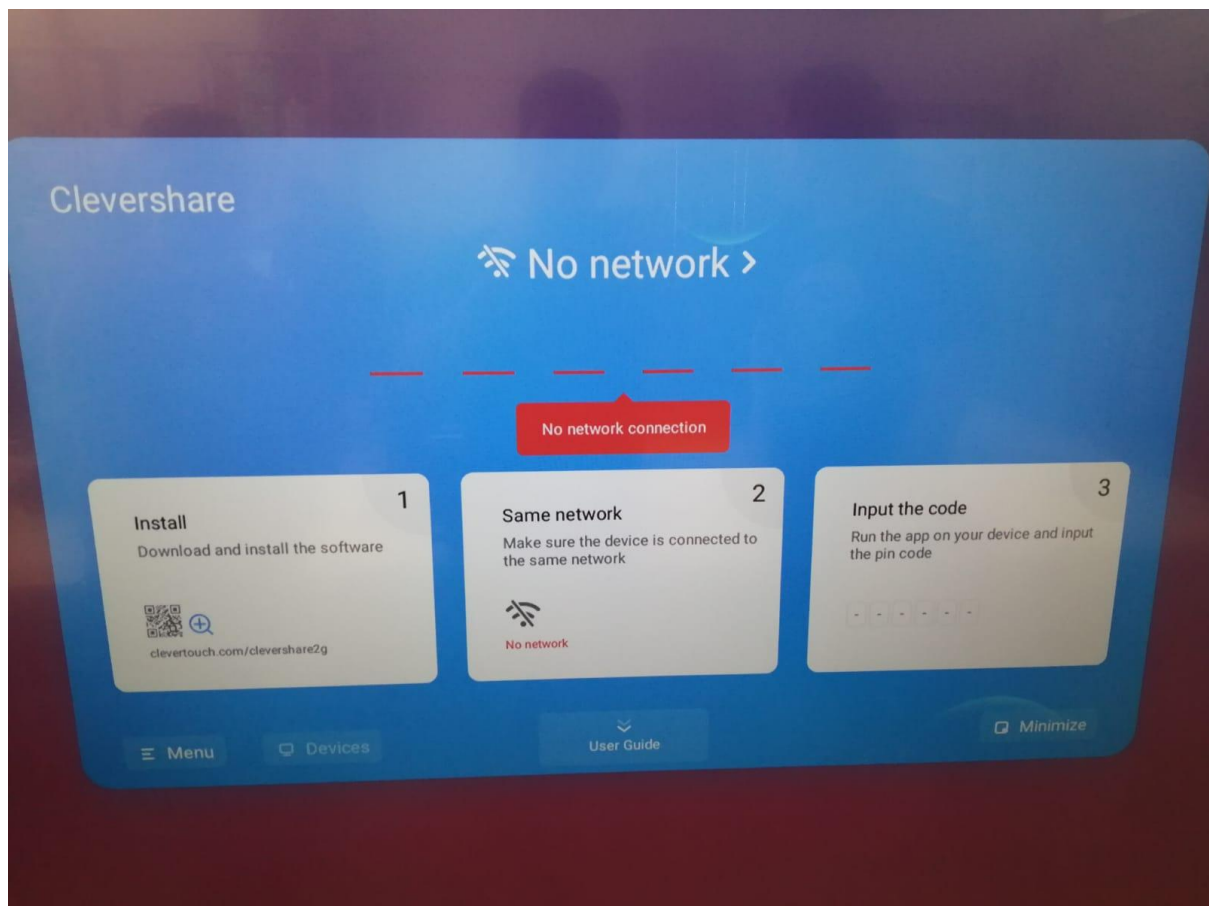 Clevershare
No network >
No network connection
1
Install
Download and install the software
clevertouch.com/clevershare2g
2
Same network
Make sure the device is connected to
the same network
No network
3
Input the code
Run the app on your device and input
the pin code
- - - - - -
Menu
Devices
User Guide
Minimize